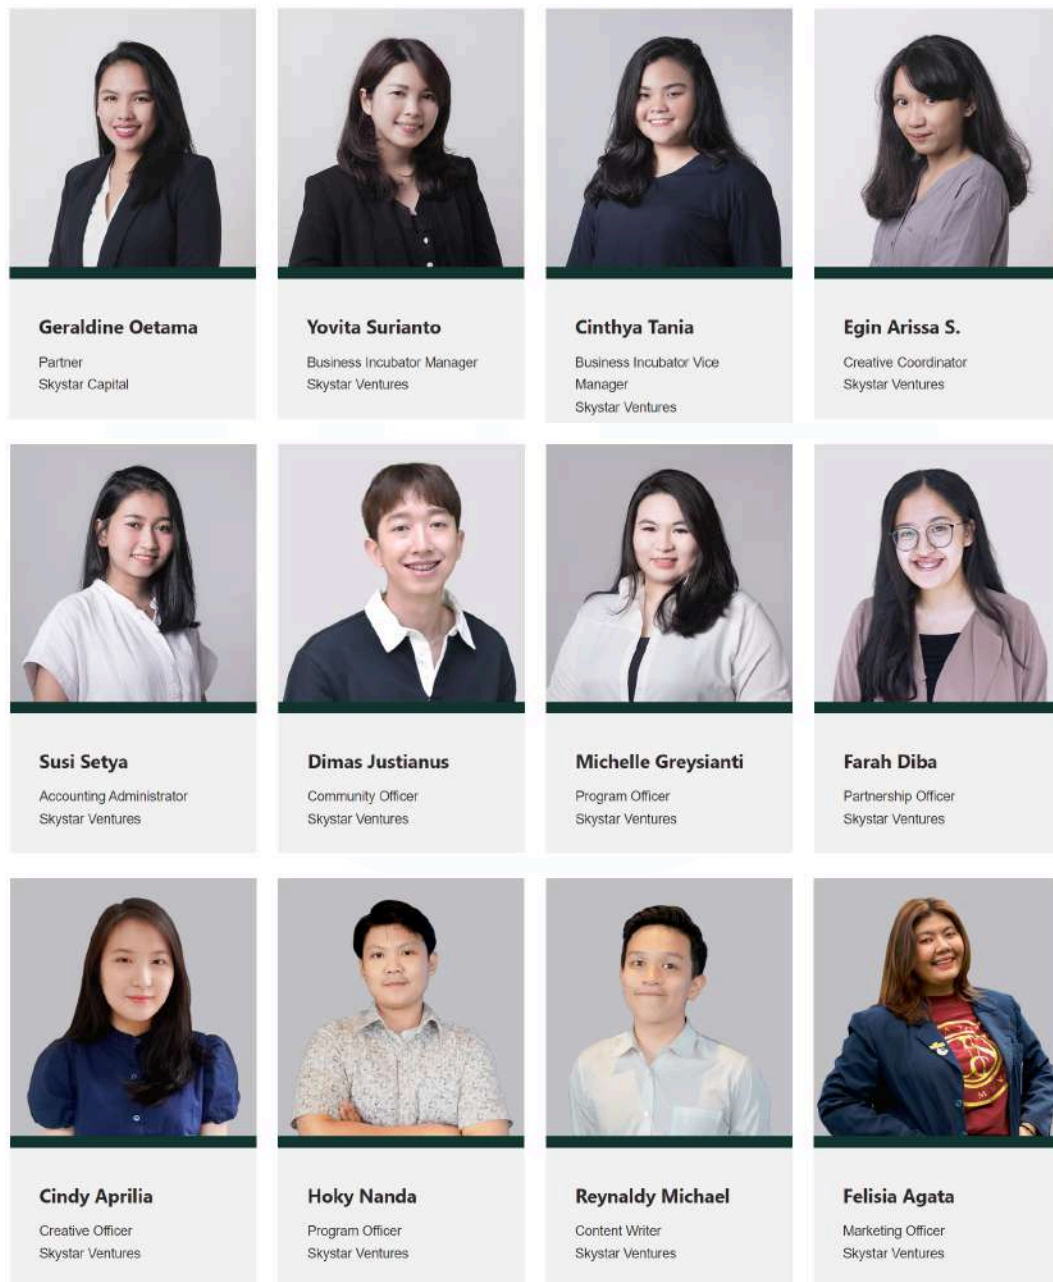 Geraldine Oetama
Partner
Skystar Capital
Yovita Surianto
Business Incubator Manager
Skystar Ventures
Cinthya Tania
Business Incubator Vice
Manager
Skystar Ventures
Egin Arissa S.
Creative Coordinator
Skystar Ventures
Susi Setya
Accounting Administrator
Skystar Ventures
Dimas Justianus
Community Officer
Skystar Ventures
Michelle Greysianti
Program Officer
Skystar Ventures
Farah Diba
Partnership Officer
Skystar Ventures
Cindy Aprilia
Creative Officer
Skystar Ventures
Hoky Nanda
Program Officer
Skystar Ventures
Reynaldy Michael
Content Writer
Skystar Ventures
Felisia Agata
Marketing Officer
Skystar Ventures